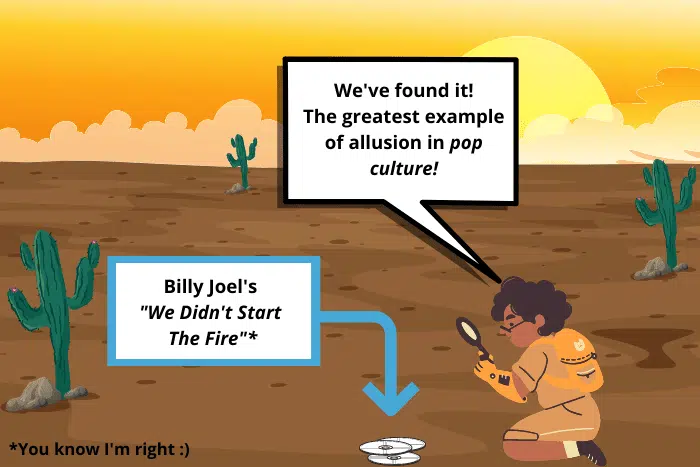 We've found it!
The greatest example
of allusion in pop
culture!
Billy Joel's
"We Didn't Start
The Fire"*
*You know I'm right :)